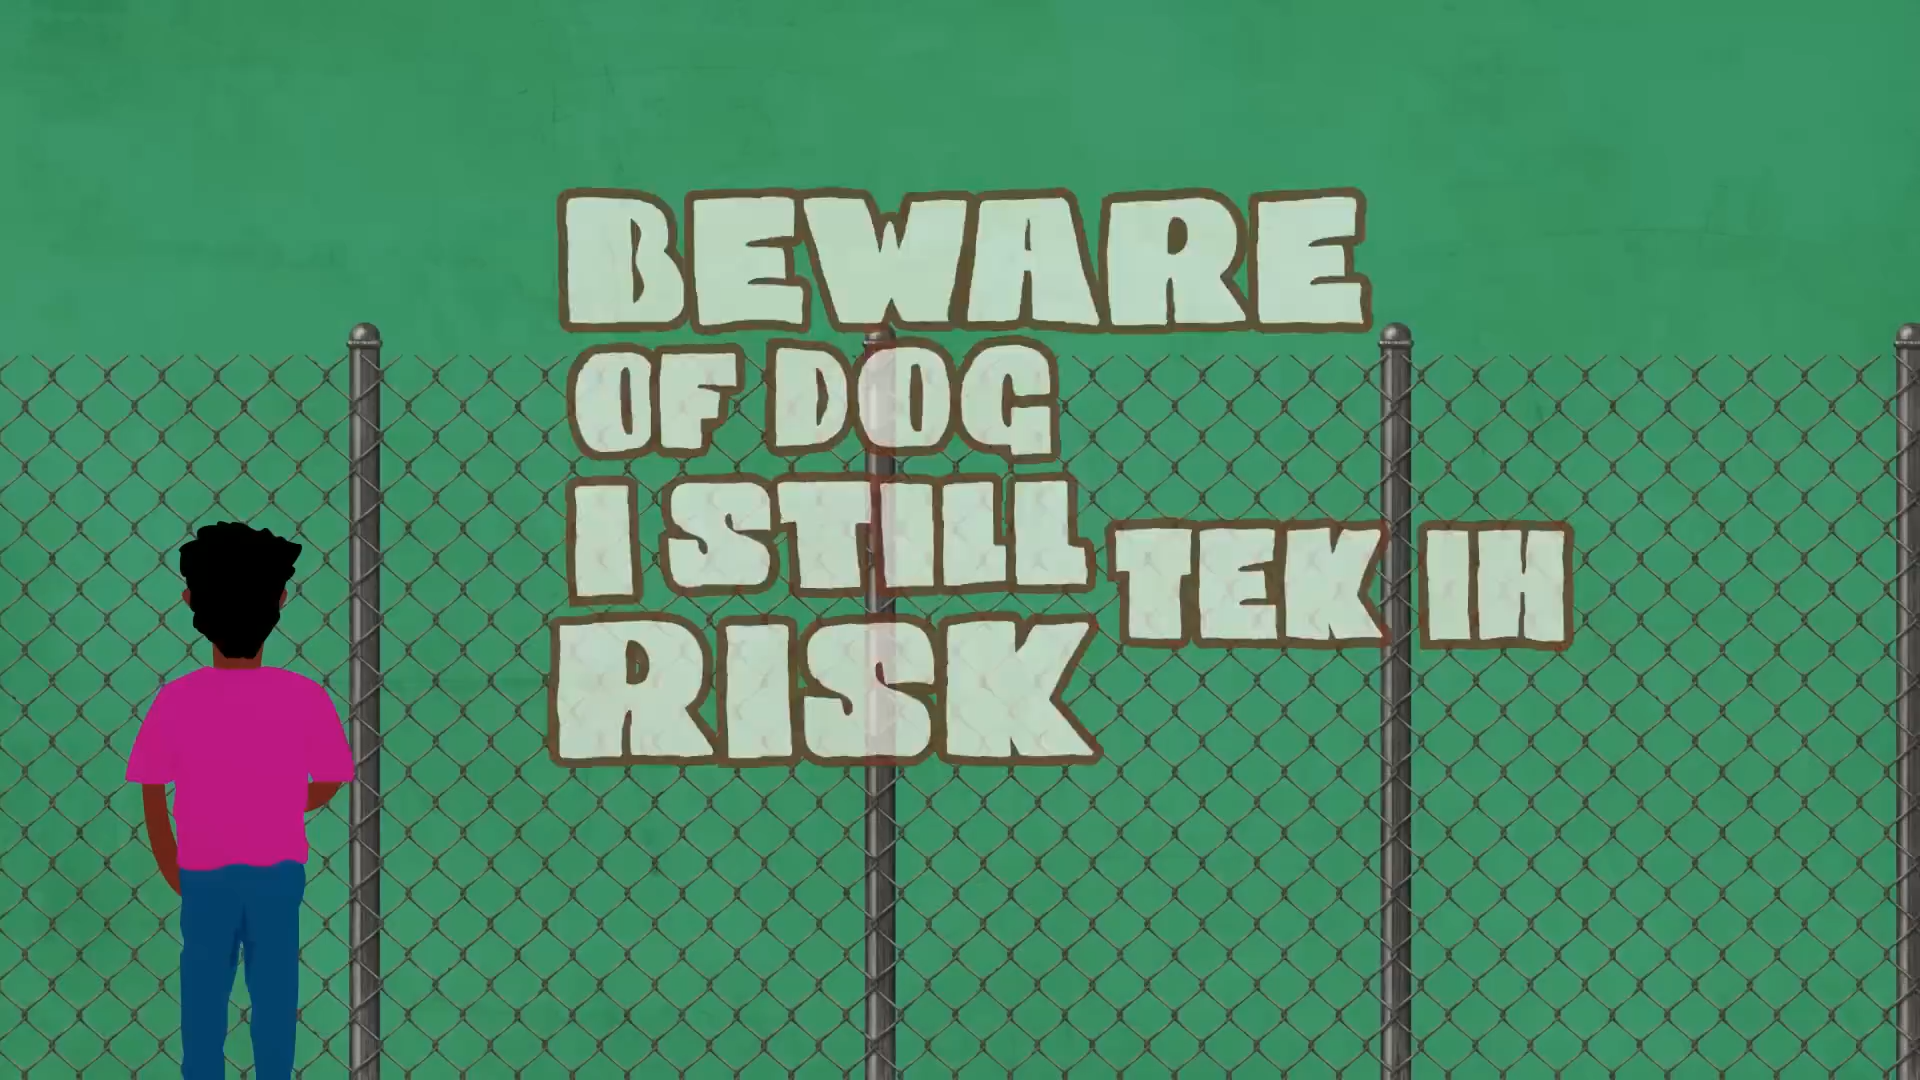 BEWARE
OF DOG
I STILL
RISK
TEK IH